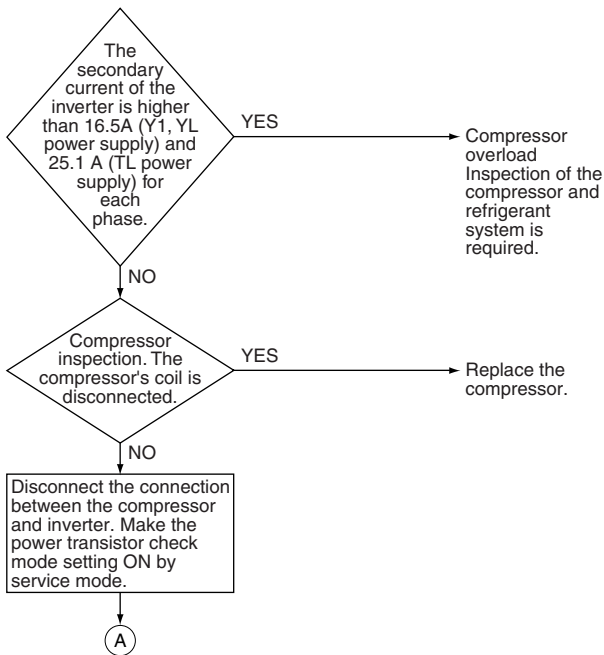 The
secondary
current of the
inverter is higher
than 16.5A (Y1, YL
power supply) and
25.1 A (TL power
supply) for
each
phase.
YES
Compressor
overload
Inspection of the
compressor and
refrigerant
system is
required.
NO
Compressor
inspection. The
compressor's coil is
disconnected.
YES
Replace the
compressor.
NO
Disconnect the connection
between the compressor
and inverter. Make the
power transistor check
mode setting ON by
service mode.
A